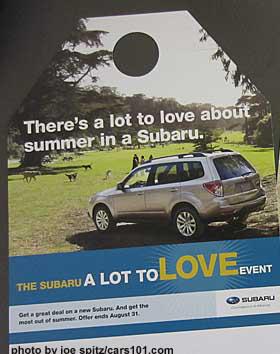 There's a lot to love about
summer in a Subaru.
THE SUBARU A LOT TO LOVE EVENT
Get a great deal on a new Subaru. And get the
most out of summer. Offer ends August 31.
SUBARU
photo by joe spitz/cars101.com